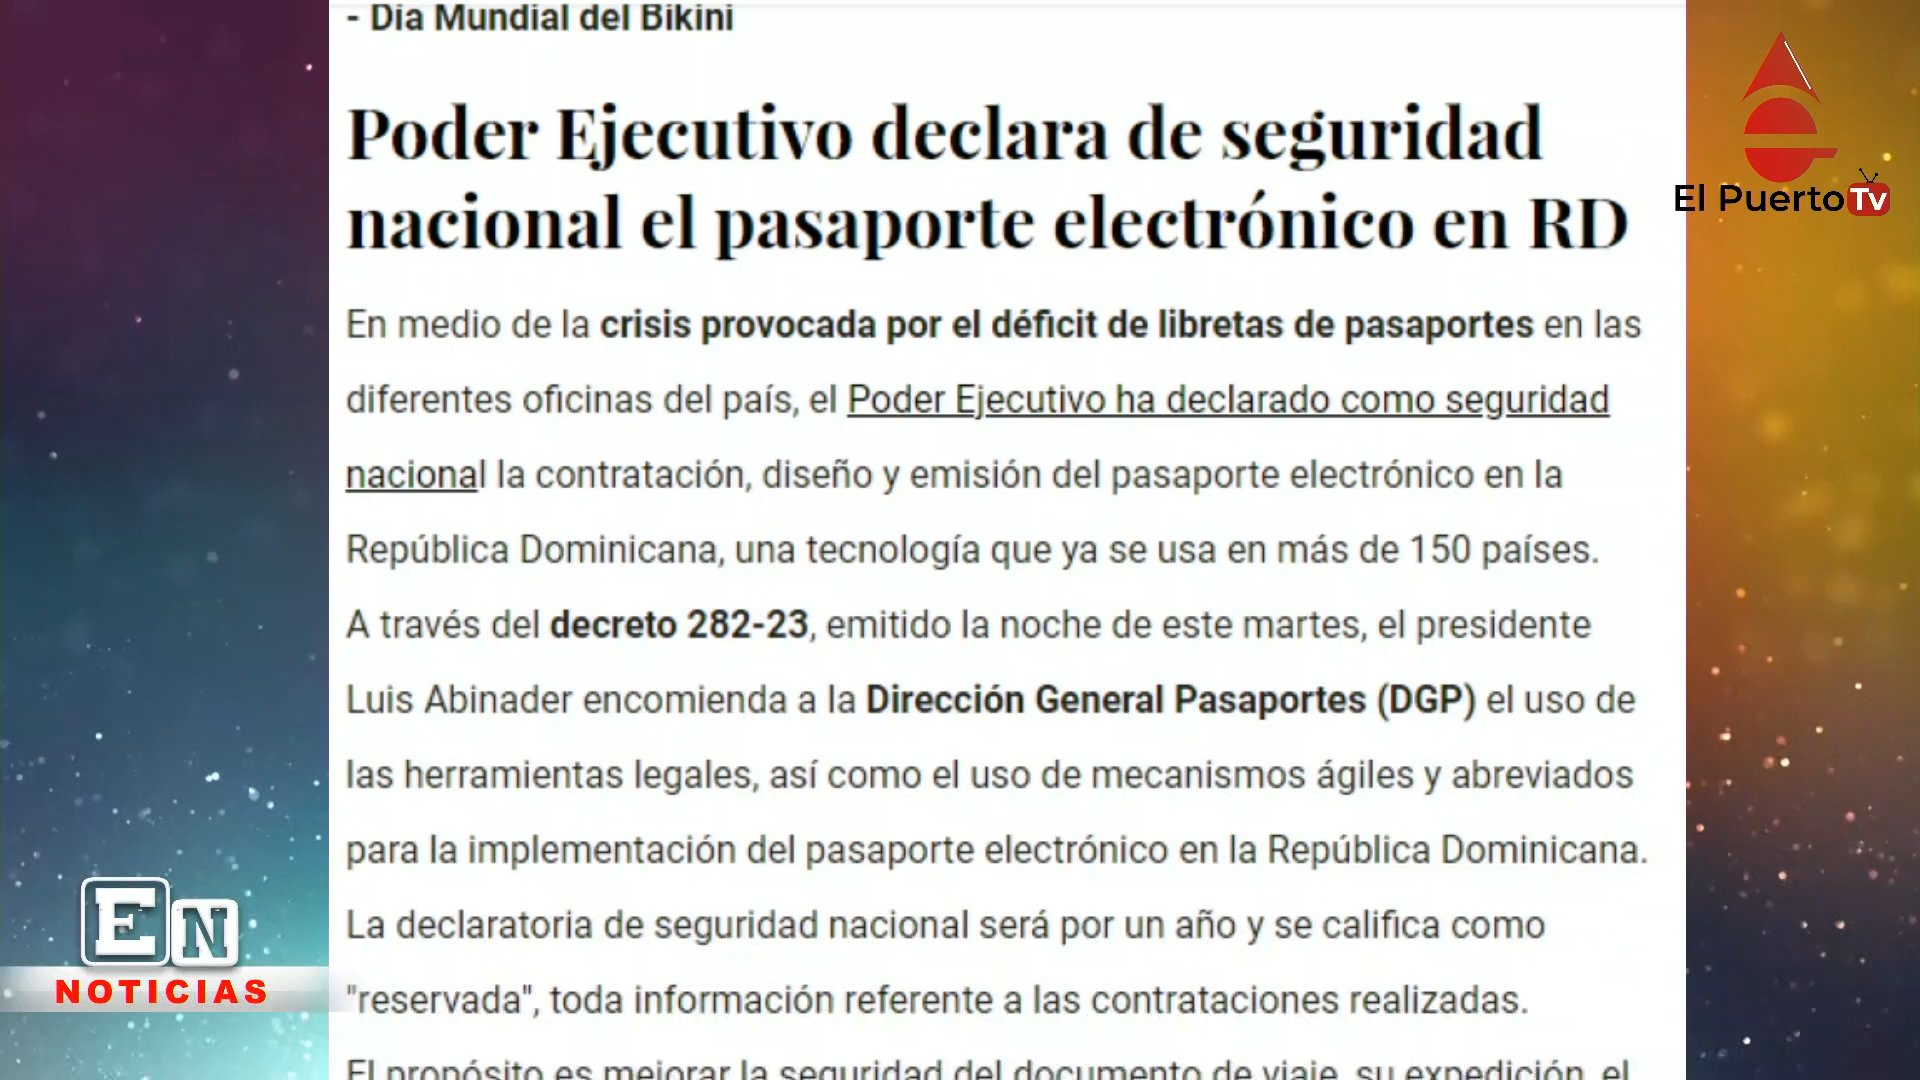 - Dia Mundial del Bikini
Poder Ejecutivo declara de seguridad
nacional el pasaporte electrónico en RD
En medio de la crisis provocada por el déficit de libretas de pasaportes en las
diferentes oficinas del país, el Poder Ejecutivo ha declarado como seguridad
nacional la contratación, diseño y emisión del pasaporte electrónico en la
República Dominicana, una tecnología que ya se usa en más de 150 países.
A través del decreto 282-23, emitido la noche de este martes, el presidente
Luis Abinader encomienda a la Dirección General Pasaportes (DGP) el uso de
las herramientas legales, así como el uso de mecanismos ágiles y abreviados
para la implementación del pasaporte electrónico en la República Dominicana.
La declaratoria de seguridad nacional será por un año y se califica como
"reservada", toda información referente a las contrataciones realizadas.
El propósito es mejorar la seguridad del documento de viaje, su expedición, el
El Puerto Tv
EN
NOTICIAS